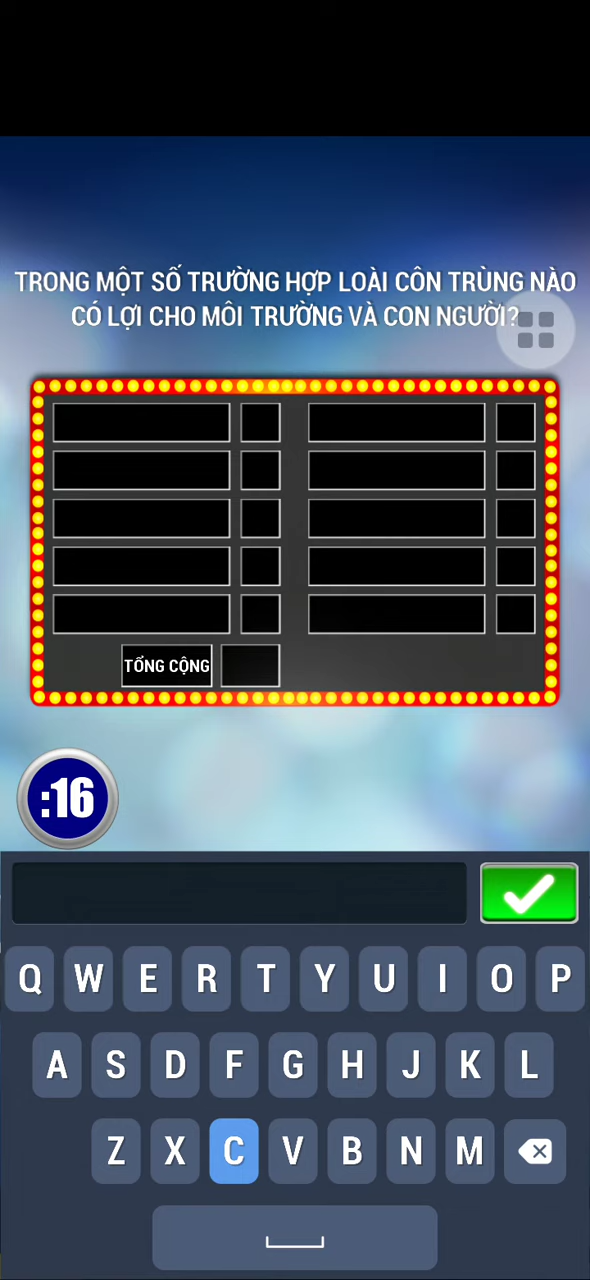 TRONG MỘT SỐ TRƯỜNG HỢP LOÀI CÔN TRÙNG NÀO
CÓ LỢI CHO MÔI TRƯỜNG VÀ CON NGƯỜI?
TỔNG CỘNG
:16
Q W E R T Y U I O P
A S D F G H J K L
Z X C V B N M